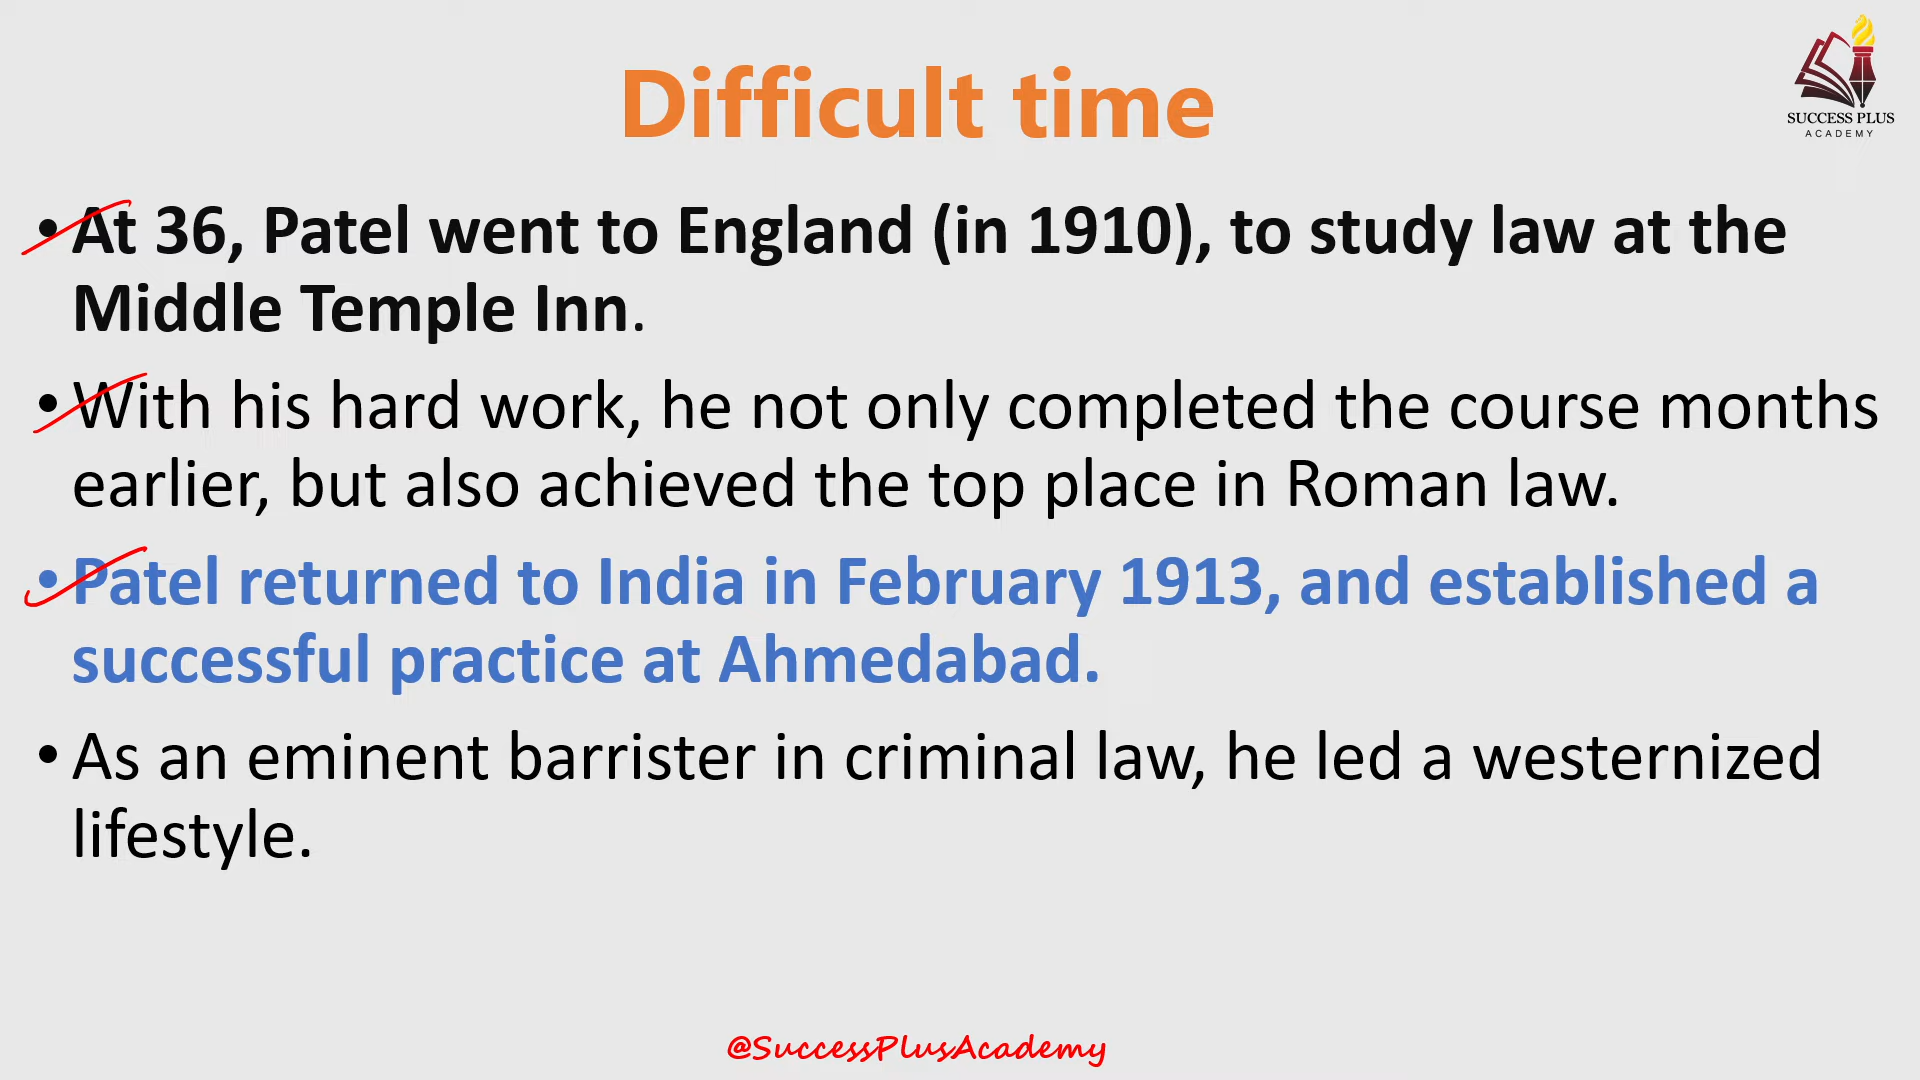 Difficult time
SUCCESS PLUS
ACADEMY
• At 36, Patel went to England (in 1910), to study law at the
Middle Temple Inn.
• With his hard work, he not only completed the course months
earlier, but also achieved the top place in Roman law.
• Patel returned to India in February 1913, and established a
successful practice at Ahmedabad.
• As an eminent barrister in criminal law, he led a westernized
lifestyle.
@SuccessPlusAcademy